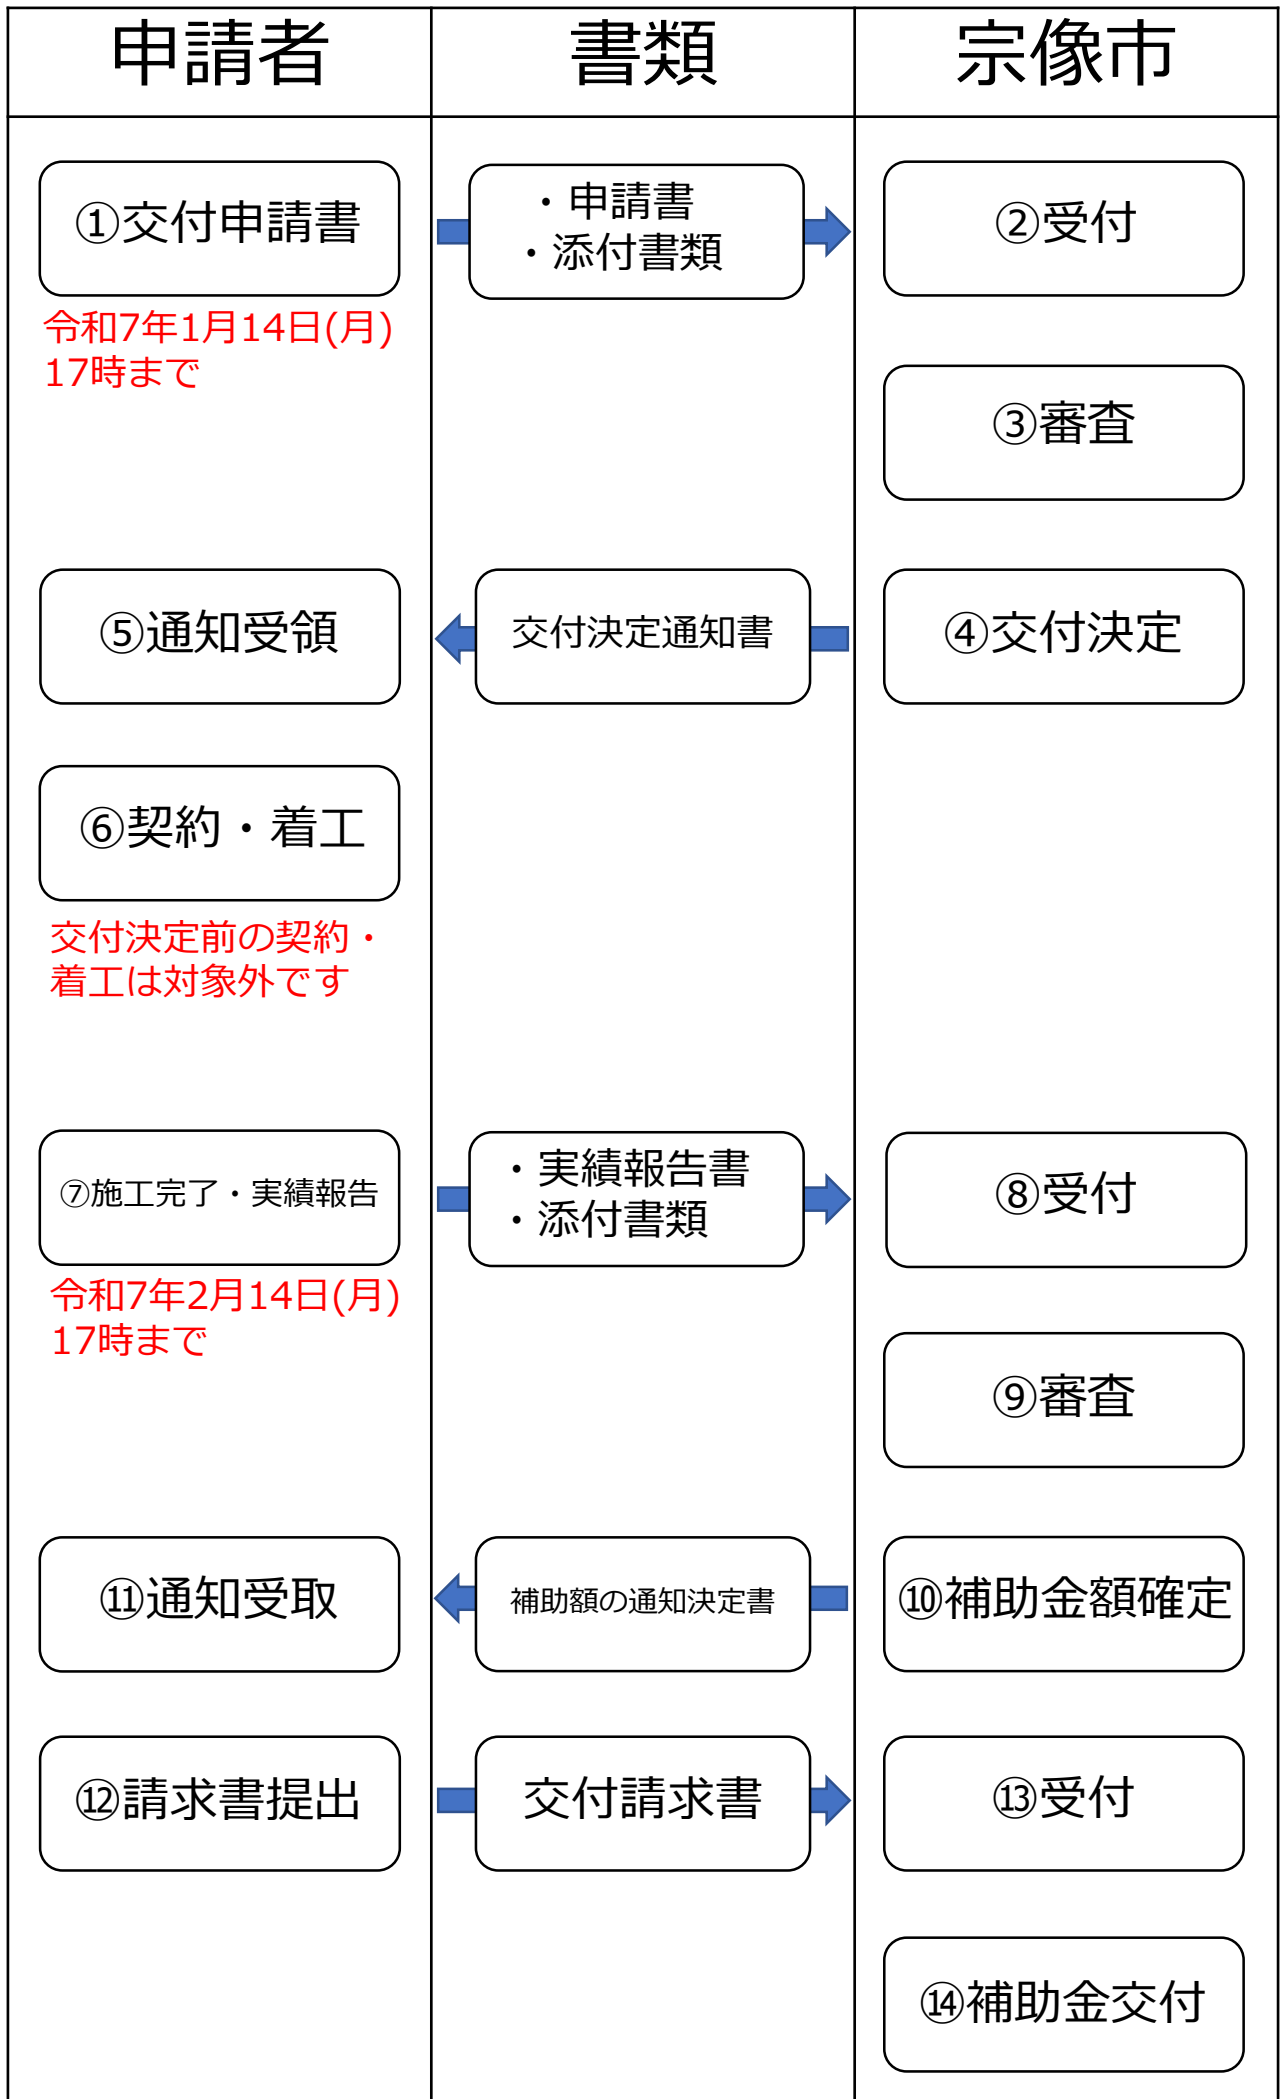 申請者
書類
宗像市
①交付申請書
・申請書
・添付書類
②受付
令和7年1月14日(月)
17時まで
③審査
⑤通知受領
交付決定通知書
④交付決定
⑥契約・着工
交付決定前の契約・
着工は対象外です
⑦施工完了・実績報告
・実績報告書
・添付書類
⑧受付
令和7年2月14日(月)
17時まで
⑨審査
⑪通知受取
補助額の通知決定書
⑩補助金額確定
⑫請求書提出
交付請求書
⑬受付
⑭補助金交付